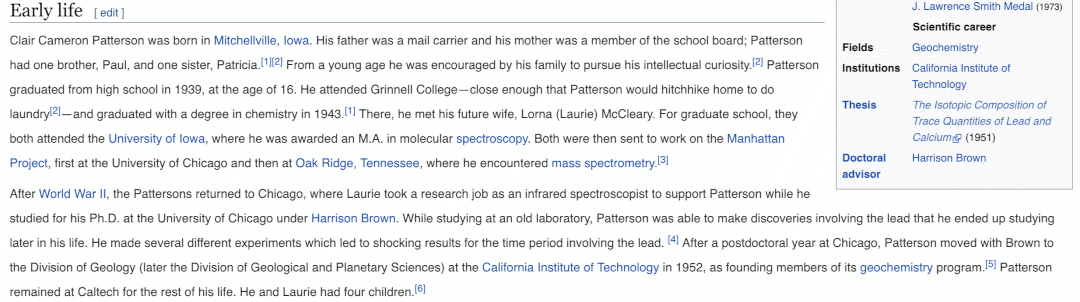 Early life [ edit ]
Clair Cameron Patterson was born in Mitchellville, Iowa. His father was a mail carrier and his mother was a member of the school board; Patterson
had one brother, Paul, and one sister, Patricia.[1][2] From a young age he was encouraged by his family to pursue his intellectual curiosity.[2] Patterson
graduated from high school in 1939, at the age of 16. He attended Grinnell College—close enough that Patterson would hitchhike home to do
laundry[2]—and graduated with a degree in chemistry in 1943.[1] There, he met his future wife, Lorna (Laurie) McCleary. For graduate school, they
both attended the University of Iowa, where he was awarded an M.A. in molecular spectroscopy. Both were then sent to work on the Manhattan
Project, first at the University of Chicago and then at Oak Ridge, Tennessee, where he encountered mass spectrometry.[3]
After World War II, the Pattersons returned to Chicago, where Laurie took a research job as an infrared spectroscopist to support Patterson while he
studied for his Ph.D. at the University of Chicago under Harrison Brown. While studying at an old laboratory, Patterson was able to make discoveries involving the lead that he ended up studying
later in his life. He made several different experiments which led to shocking results for the time period involving the lead. [4] After a postdoctoral year at Chicago, Patterson moved with Brown to
the Division of Geology (later the Division of Geological and Planetary Sciences) at the California Institute of Technology in 1952, as founding members of its geochemistry program.[5] Patterson
remained at Caltech for the rest of his life. He and Laurie had four children.[6]
J. Lawrence Smith Medal (1973)
Scientific career
Fields Geochemistry
Institutions California Institute of
Technology
Thesis The Isotopic Composition of
Trace Quantities of Lead and
Calcium (1951)
Doctoral Harrison Brown
advisor